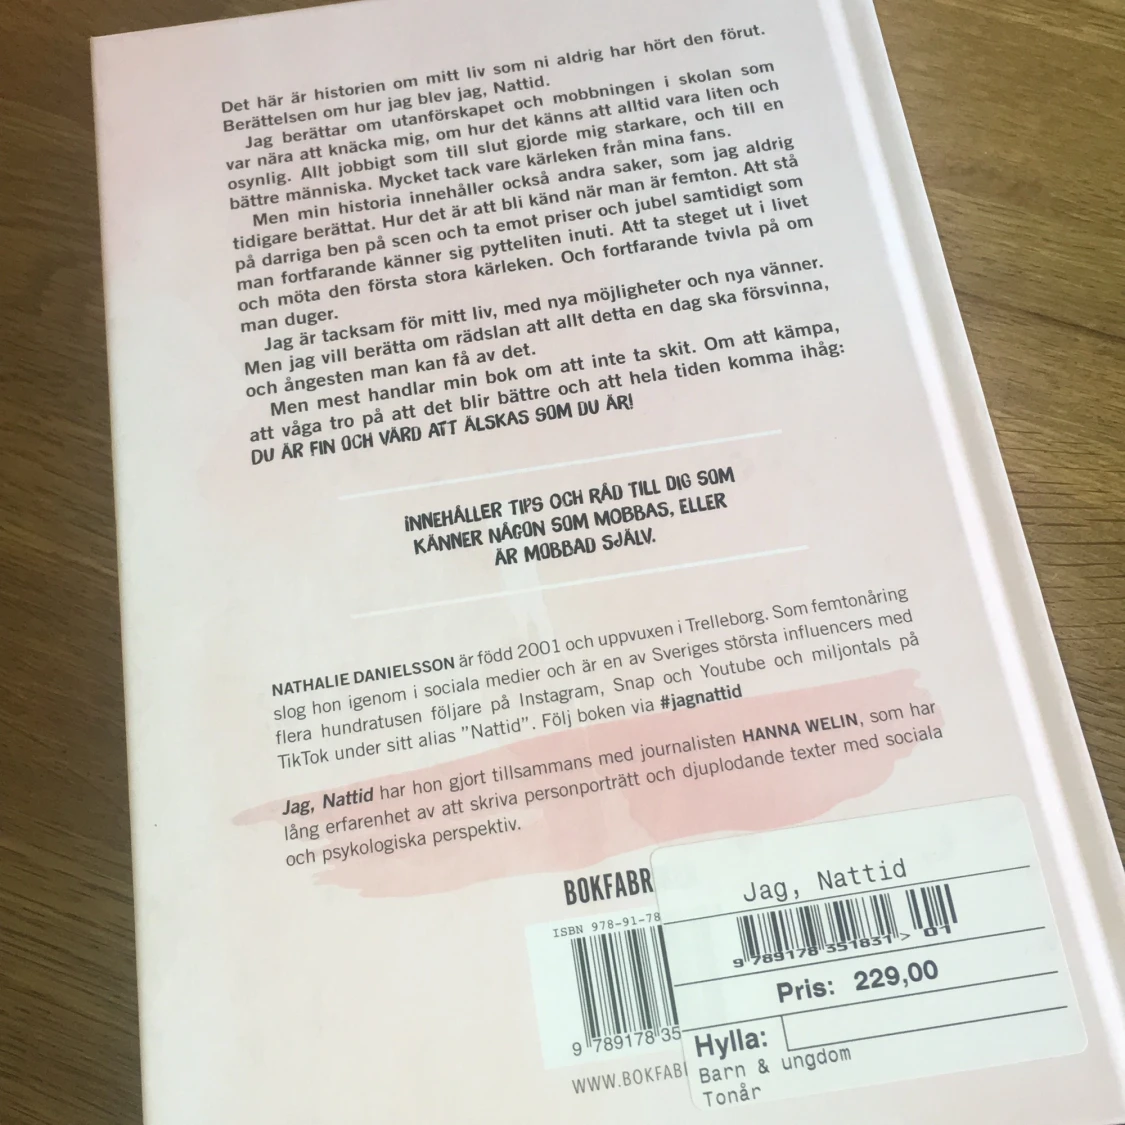 Det här är historien om mitt liv som ni aldrig har hört den förut.
Berättelsen om hur jag blev jag, Nattid.
Jag berättar om utanförskapet och mobbningen i skolan som
var nära att knäcka mig, om hur det känns att alltid vara liten och
osynlig. Allt jobbigt som till slut gjorde mig starkare, och till en
bättre människa. Mycket tack vare kärleken från mina fans.
Men min historia innehåller också andra saker, som jag aldrig
tidigare berättat. Hur det är att bli känd när man är femton. Att stå
på darriga ben på scen och ta emot priser och jubel samtidigt som
man fortfarande känner sig pytteliten inuti. Att ta steget ut i livet
och möta den första stora kärleken. Och fortfarande tvivla på om
man duger.
Jag är tacksam för mitt liv, med nya möjligheter och nya vänner.
Men jag vill berätta om rädslan att allt detta en dag ska försvinna,
och ångesten man kan få av det.
Men mest handlar min bok om att inte ta skit. Om att kämpa,
att våga tro på att det blir bättre och att hela tiden komma ihåg:
DU ÄR FIN OCH VÄRD ATT ÄLSKAS SOM DU ÄR!
INNEHÅLLER TIPS OCH RÅD TILL DIG SOM
KÄNNER NÅGON SOM MOBBAS, ELLER
ÄR MOBBAD SJÄLV.
NATHALIE DANIELSSON är född 2001 och uppvuxen i Trelleborg. Som femtonåring
slog hon igenom i sociala medier och är en av Sveriges största influencers med
flera hundratusen följare på Instagram, Snap och Youtube och miljontals på
TikTok under sitt alias "Nattid". Följ boken via #jagnattid
Jag, Nattid har hon gjort tillsammans med journalisten HANNA WELIN, som har
lång erfarenhet av att skriva personporträtt och djuplodande texter med sociala
och psykologiska perspektiv.
BOKFABR
ISBN 978-91-78
9 789178 35
WWW.BOKFABI
Jag, Nattid
9 789178 351831 > 01
Pris: 229,00
Hylla:
Barn & ungdom
Tonår